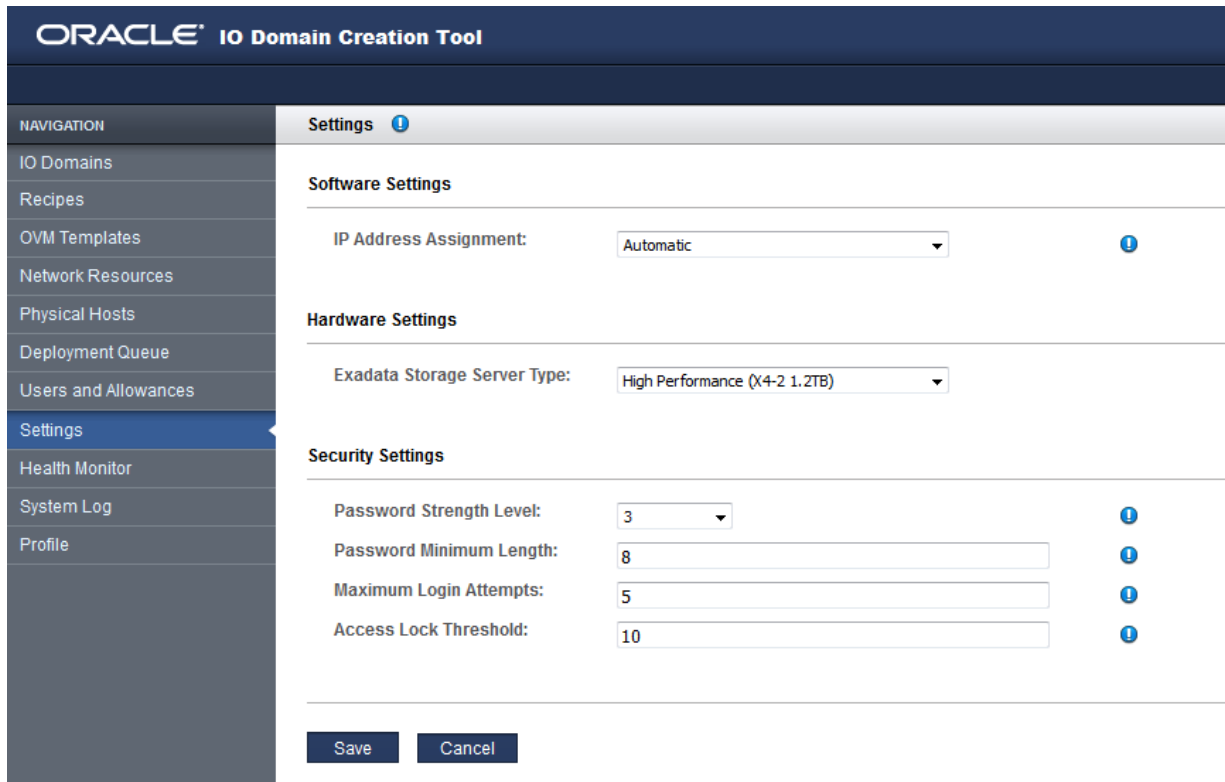 ORACLE IO Domain Creation Tool
NAVIGATION
IO Domains
Recipes
OVM Templates
Network Resources
Physical Hosts
Deployment Queue
Users and Allowances
Settings
Health Monitor
System Log
Profile
Settings
Software Settings
IP Address Assignment: Automatic
Hardware Settings
Exadata Storage Server Type: High Performance (X4-2 1.2TB)
Security Settings
Password Strength Level: 3
Password Minimum Length: 8
Maximum Login Attempts: 5
Access Lock Threshold: 10
Save Cancel